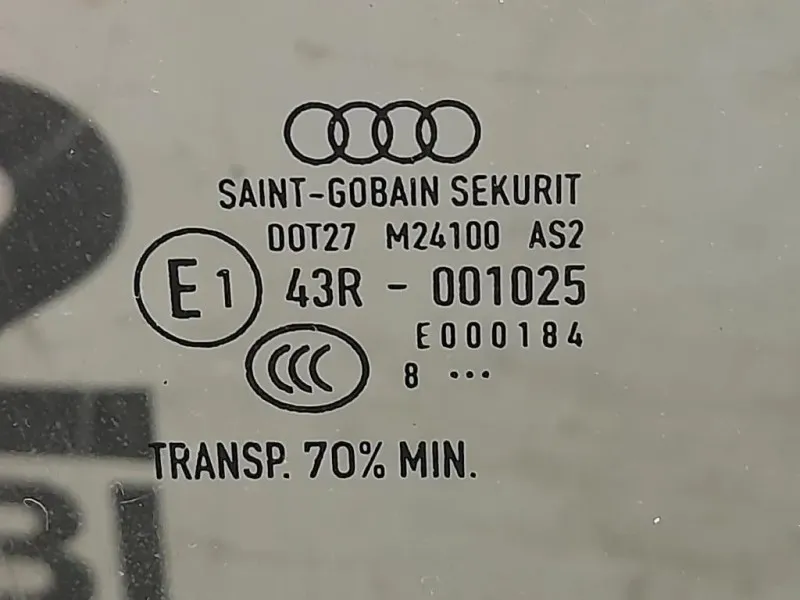 SAINT-GOBAIN SEKURIT
DOT27 M24100 AS2
E1 43R - 001025
E000184
CCC 8 ...
TRANSP. 70% MIN.